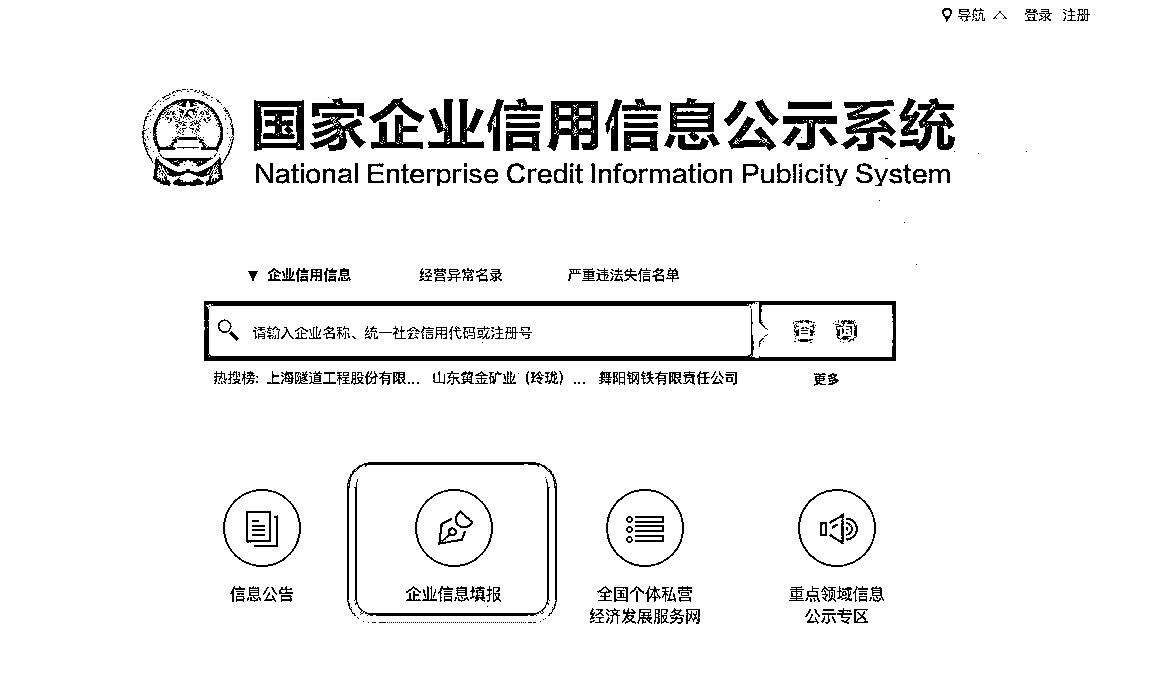 导航 登录 注册
国家企业信用信息公示系统
National Enterprise Credit Information Publicity System
▼ 企业信用信息 经营异常名录 严重违法失信名单
请输入企业名称、统一社会信用代码或注册号 查询
热搜榜: 上海隧道工程股份有限... 山东黄金矿业（玲珑）... 舞阳钢铁有限责任公司 更多
信息公告 企业信息填报 全国个体私营 重点领域信息
经济发展服务网 公示专区